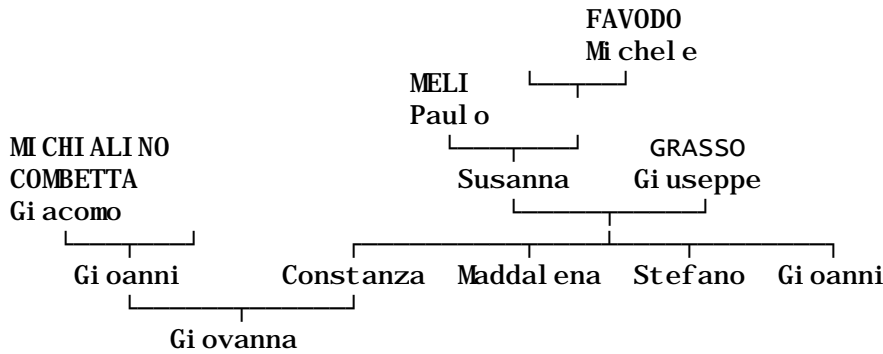 FAVODO
Michele
MELI
Paulo
MICHIALINO GRASSO
COMBETTA Susanna Giuseppe
Giacomo
Gioanni Constanza Maddalena Stefano Gioanni
Giovanna